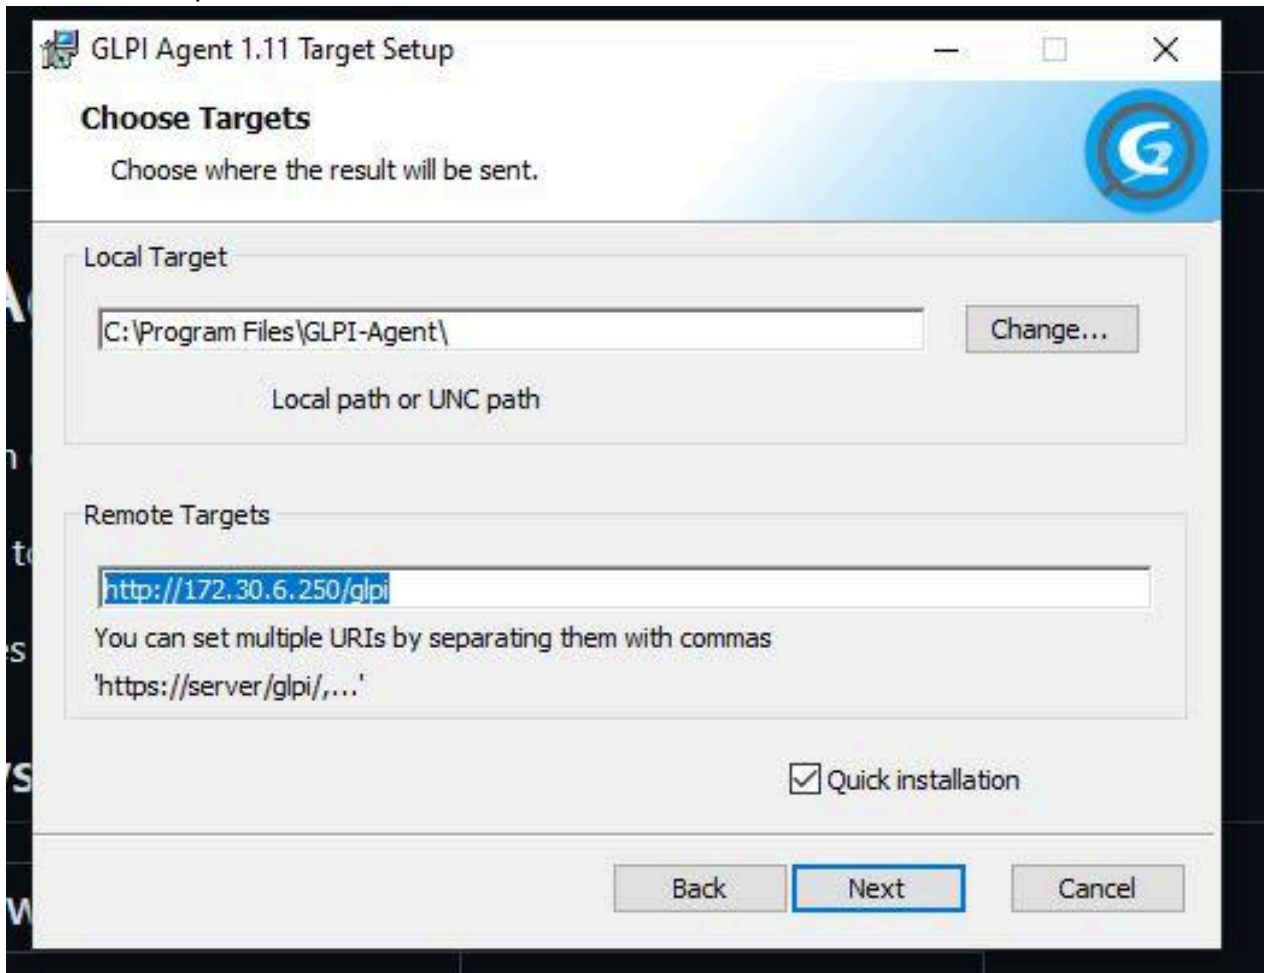 GLPI Agent 1.11 Target Setup
Choose Targets
Choose where the result will be sent.
Local Target
C:\Program Files\GLPI-Agent\
Change...
Local path or UNC path
Remote Targets
http://172.30.6.250/glpi
You can set multiple URIs by separating them with commas
'https://server/glpi/,...'
Quick installation
Back
Next
Cancel